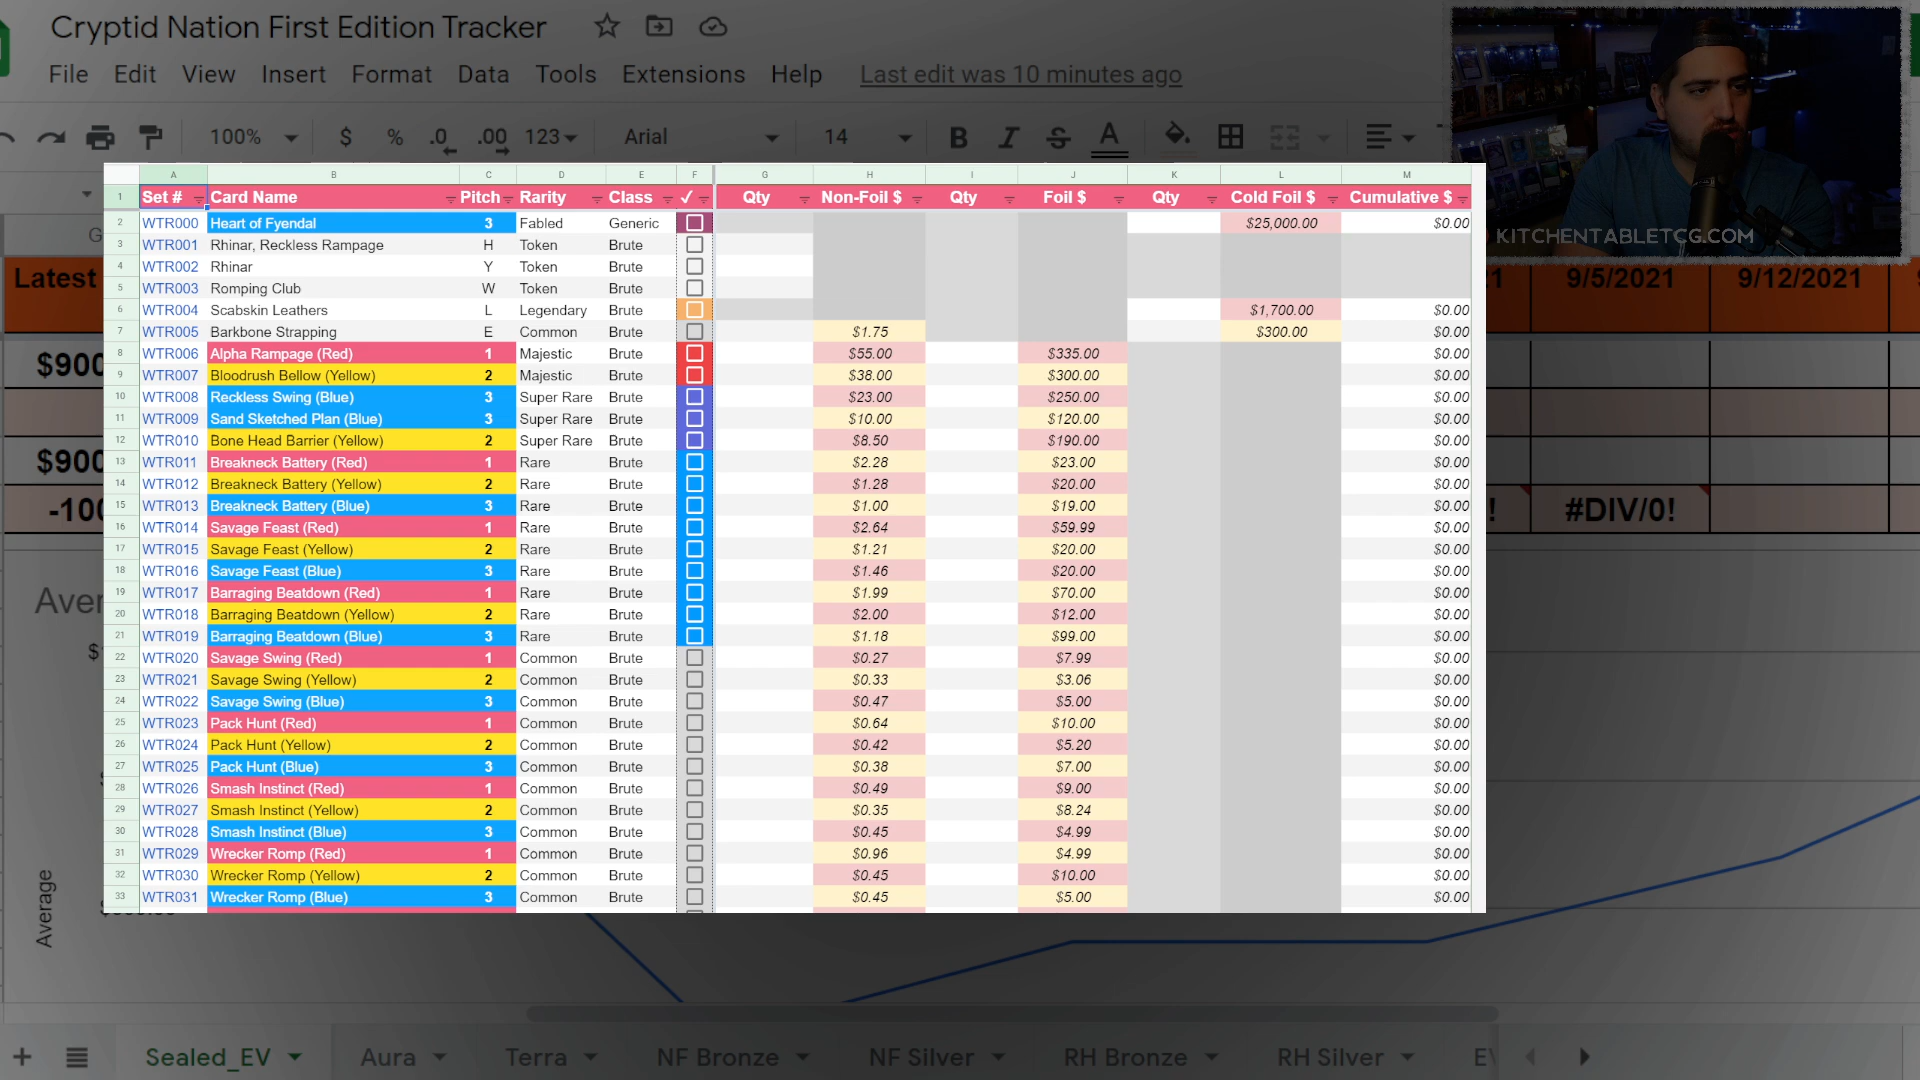 Cryptid Nation First Edition Tracker
File Edit View Insert Format Data Tools Extensions Help Last edit was 10 minutes ago
100% $ % .0 .00 123 Arial 14 B I S A
KITCHENTABLETCG.COM
A B C D E F G H I J K L M
1 Set # Card Name Pitch Rarity Class ✓ Qty Non-Foil $ Qty Foil $ Qty Cold Foil $ Cumulative $
2 WTR000 Heart of Fyendal 3 Fabled Generic $25,000.00 $0.00
3 WTR001 Rhinar, Reckless Rampage H Token Brute
4 WTR002 Rhinar Y Token Brute
5 WTR003 Romping Club W Token Brute
6 WTR004 Scabskin Leathers L Legendary Brute $1,700.00 $0.00
7 WTR005 Barkbone Strapping E Common Brute $1.75 $300.00 $0.00
8 WTR006 Alpha Rampage (Red) 1 Majestic Brute $55.00 $335.00 $0.00
9 WTR007 Bloodrush Bellow (Yellow) 2 Majestic Brute $38.00 $300.00 $0.00
10 WTR008 Reckless Swing (Blue) 3 Super Rare Brute $23.00 $250.00 $0.00
11 WTR009 Sand Sketched Plan (Blue) 3 Super Rare Brute $10.00 $120.00 $0.00
12 WTR010 Bone Head Barrier (Yellow) 2 Super Rare Brute $8.50 $190.00 $0.00
13 WTR011 Breakneck Battery (Red) 1 Rare Brute $2.28 $23.00 $0.00
14 WTR012 Breakneck Battery (Yellow) 2 Rare Brute $1.28 $20.00 $0.00
15 WTR013 Breakneck Battery (Blue) 3 Rare Brute $1.00 $19.00 $0.00
16 WTR014 Savage Feast (Red) 1 Rare Brute $2.64 $59.99 $0.00
17 WTR015 Savage Feast (Yellow) 2 Rare Brute $1.21 $20.00 $0.00
18 WTR016 Savage Feast (Blue) 3 Rare Brute $1.46 $20.00 $0.00
19 WTR017 Barraging Beatdown (Red) 1 Rare Brute $1.99 $70.00 $0.00
20 WTR018 Barraging Beatdown (Yellow) 2 Rare Brute $2.00 $12.00 $0.00
21 WTR019 Barraging Beatdown (Blue) 3 Rare Brute $1.18 $99.00 $0.00
22 WTR020 Savage Swing (Red) 1 Common Brute $0.27 $7.99 $0.00
23 WTR021 Savage Swing (Yellow) 2 Common Brute $0.33 $3.06 $0.00
24 WTR022 Savage Swing (Blue) 3 Common Brute $0.47 $5.00 $0.00
25 WTR023 Pack Hunt (Red) 1 Common Brute $0.64 $10.00 $0.00
26 WTR024 Pack Hunt (Yellow) 2 Common Brute $0.42 $5.20 $0.00
27 WTR025 Pack Hunt (Blue) 3 Common Brute $0.38 $7.00 $0.00
28 WTR026 Smash Instinct (Red) 1 Common Brute $0.49 $9.00 $0.00
29 WTR027 Smash Instinct (Yellow) 2 Common Brute $0.35 $8.24 $0.00
30 WTR028 Smash Instinct (Blue) 3 Common Brute $0.45 $4.99 $0.00
31 WTR029 Wrecker Romp (Red) 1 Common Brute $0.96 $4.99 $0.00
32 WTR030 Wrecker Romp (Yellow) 2 Common Brute $0.45 $10.00 $0.00
33 WTR031 Wrecker Romp (Blue) 3 Common Brute $0.45 $5.00 $0.00
G
Latest 9/5/2021 9/12/2021
$900
$900
-100 #DIV/0!
Aver
Average
Sealed_EV Aura Terra NF Bronze NF Silver RH Bronze RH Silver